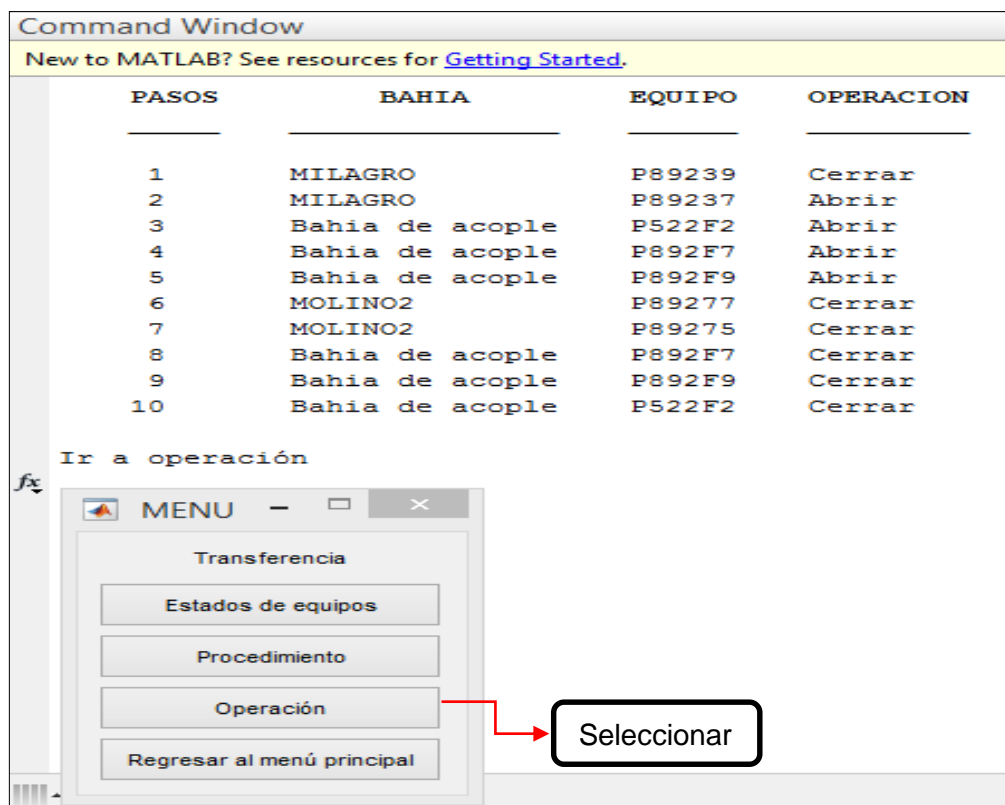 Command Window
New to MATLAB? See resources for Getting Started.
PASOS BAHIA EQUIPO OPERACION
1 MILAGRO P89239 Cerrar
2 MILAGRO P89237 Abrir
3 Bahia de acople P522F2 Abrir
4 Bahia de acople P892F7 Abrir
5 Bahia de acople P892F9 Abrir
6 MOLINO2 P89277 Cerrar
7 MOLINO2 P89275 Cerrar
8 Bahia de acople P892F7 Cerrar
9 Bahia de acople P892F9 Cerrar
10 Bahia de acople P522F2 Cerrar
Ir a operación
fx
MENU
Transferencia
Estados de equipos
Procedimiento
Operación
Seleccionar
Regresar al menú principal